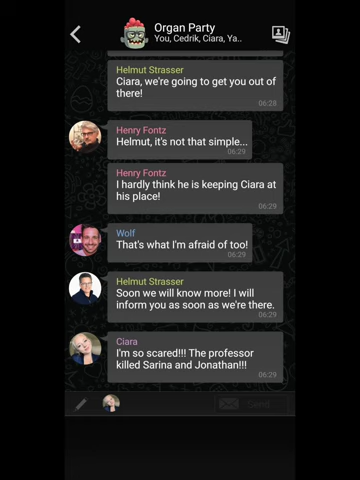 Organ Party
You, Cedrik, Ciara, Ya..
Helmut Strasser
Ciara, we're going to get you out of
there!
06:28
Henry Fontz
Helmut, it's not that simple...
06:29
Henry Fontz
I hardly think he is keeping Ciara at
his place!
06:29
Wolf
That's what I'm afraid of too!
06:29
Helmut Strasser
Soon we will know more! I will
inform you as soon as we're there.
06:29
Ciara
I'm so scared!!! The professor
killed Sarina and Jonathan!!!
06:29
Send